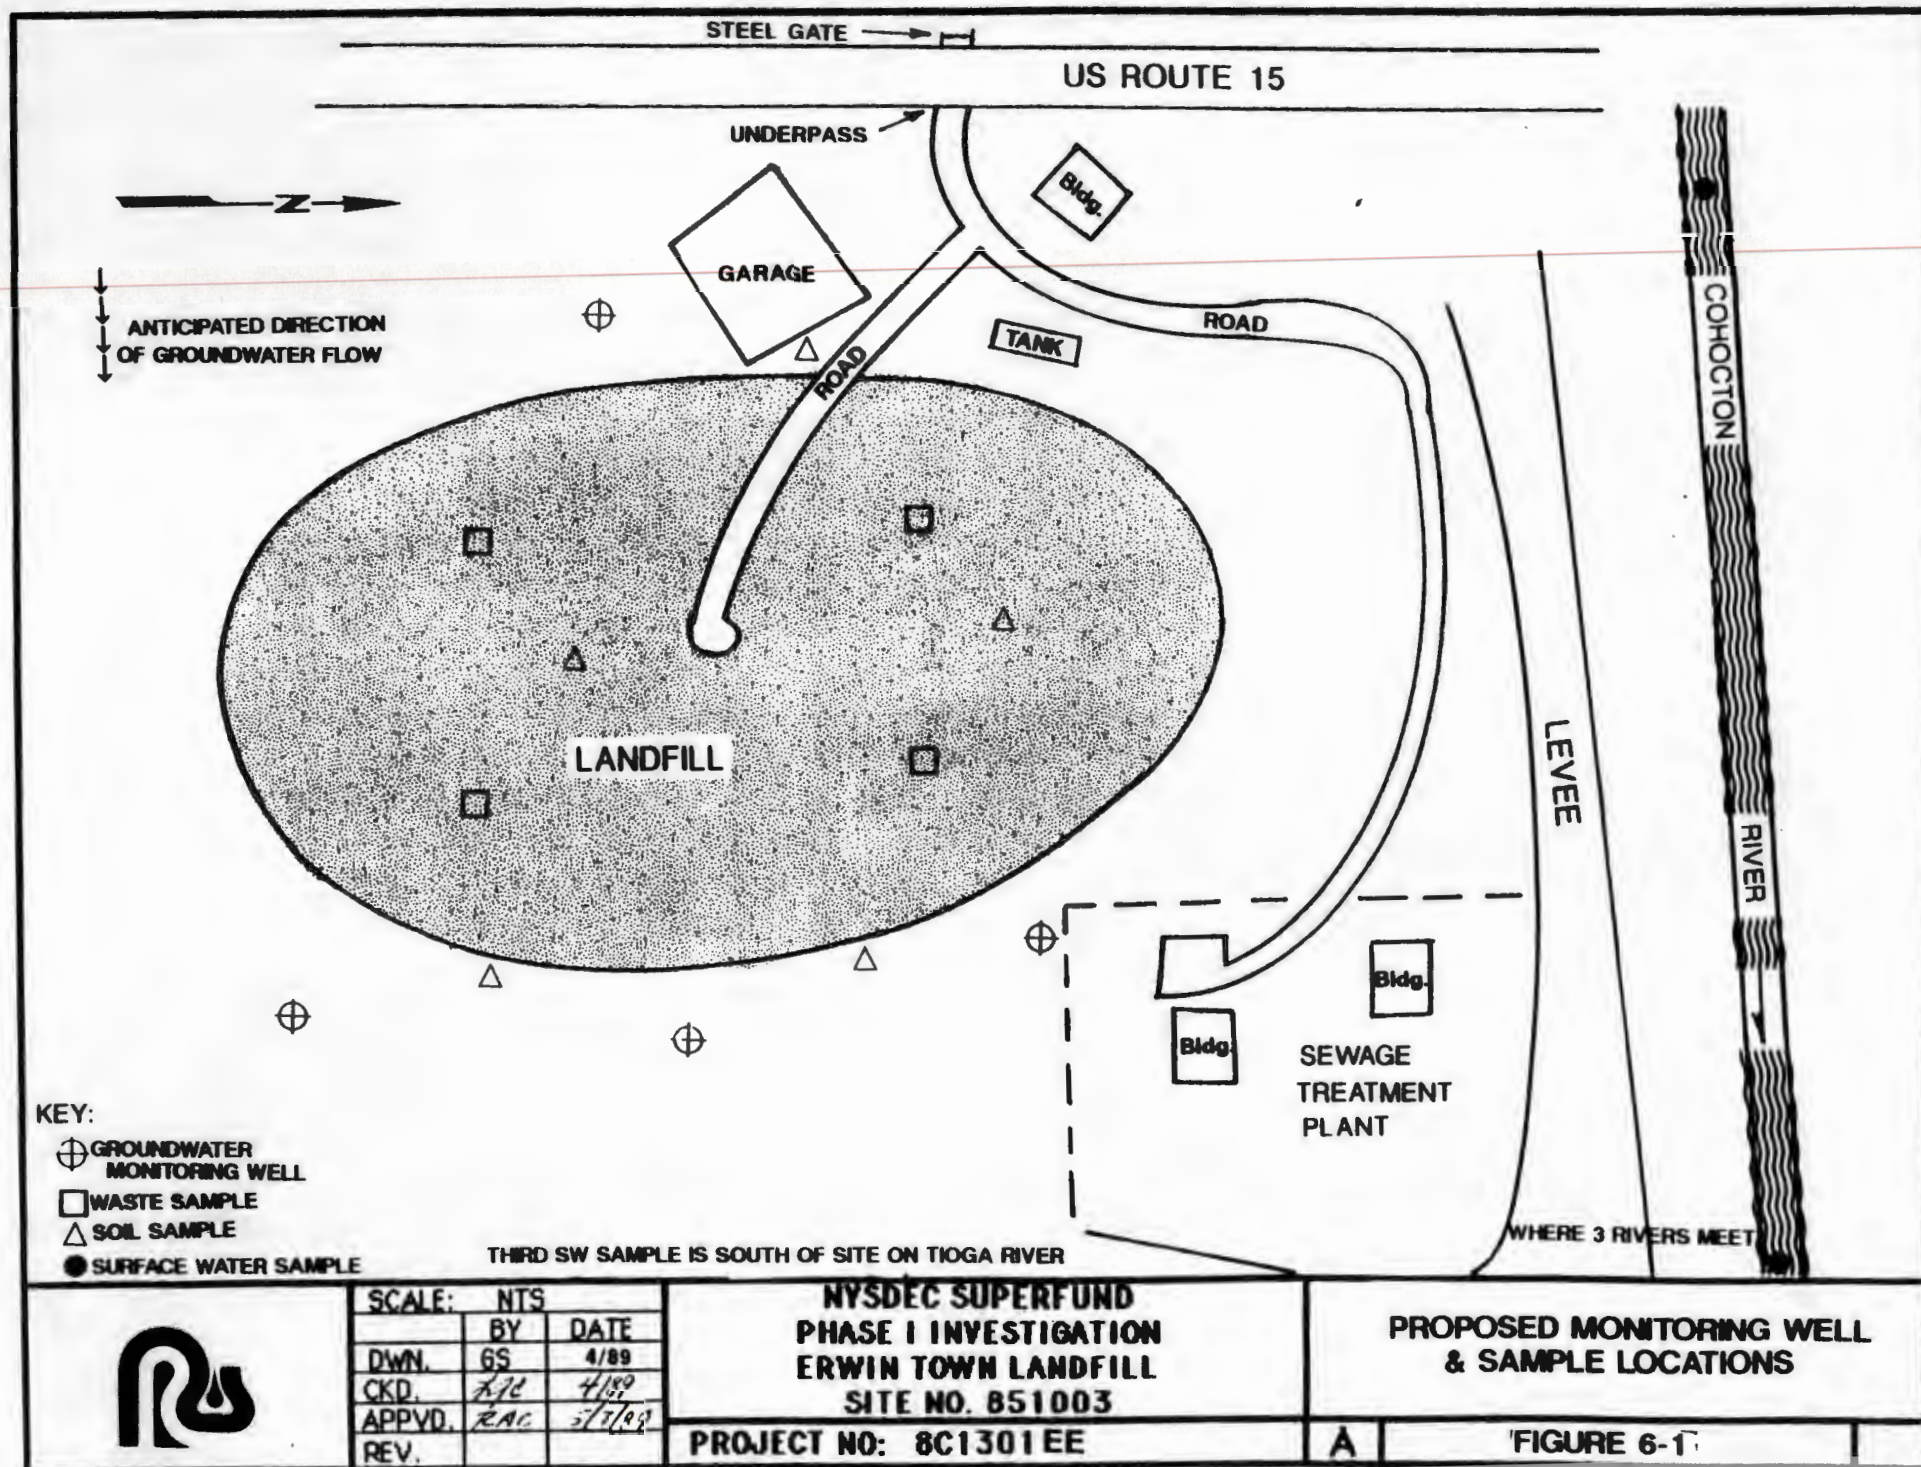 STEEL GATE
US ROUTE 15
UNDERPASS
Bldg.
N
GARAGE
ANTICIPATED DIRECTION
OF GROUNDWATER FLOW
ROAD
TANK
ROAD
COHOCTON
RIVER
LANDFILL
LEVEE
Bldg.
Bldg.
SEWAGE
TREATMENT
PLANT
KEY:
GROUNDWATER
MONITORING WELL
WASTE SAMPLE
SOIL SAMPLE
SURFACE WATER SAMPLE
THIRD SW SAMPLE IS SOUTH OF SITE ON TIOGA RIVER
WHERE 3 RIVERS MEET
SCALE: NTS
BY DATE
DWN. GS 4/89
CKD. 4/89
APPVD. RAC
REV.
NYSDEC SUPERFUND
PHASE I INVESTIGATION
ERWIN TOWN LANDFILL
SITE NO. 851003
PROJECT NO: 8C1301EE
PROPOSED MONITORING WELL
& SAMPLE LOCATIONS
A FIGURE 6-1